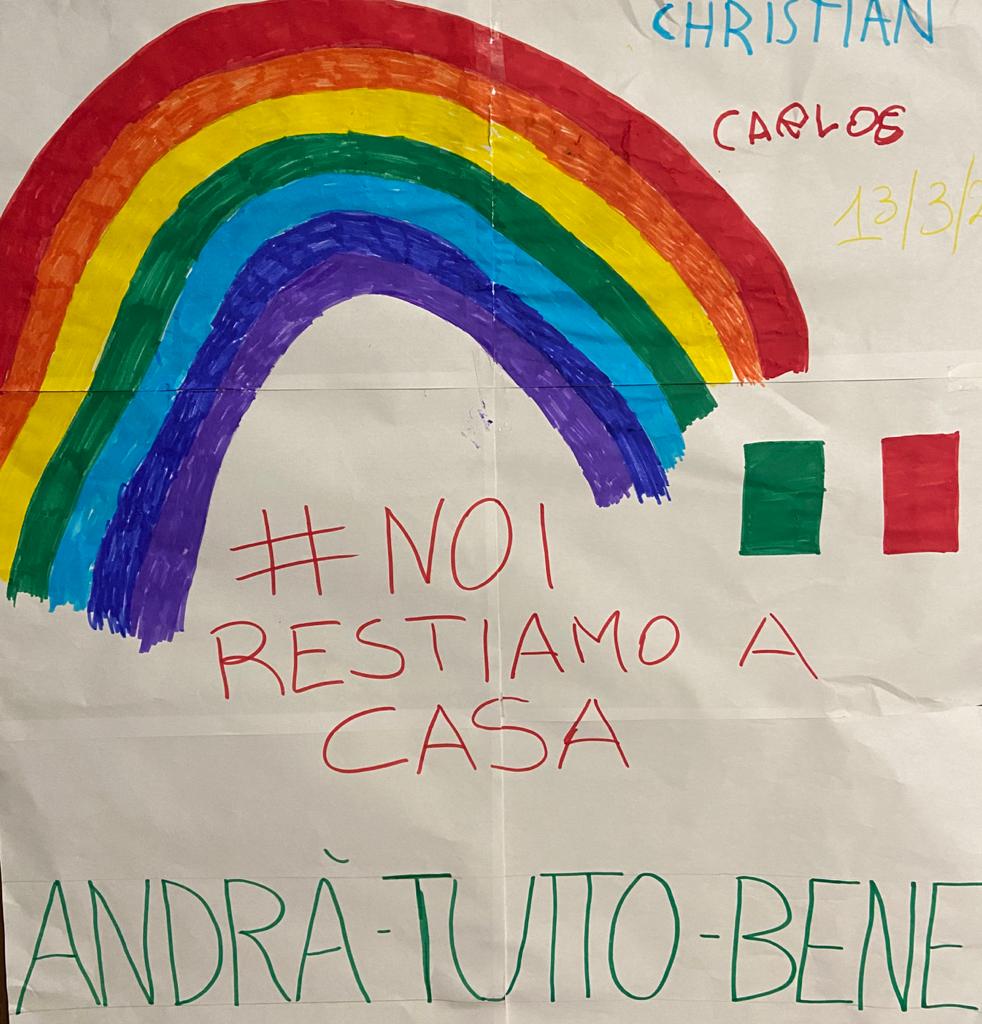 CHRISTIAN
CARLOS
13/3/2
# NOI
RESTIAMO A
CASA
ANDRÀ-TUTTO-BENE